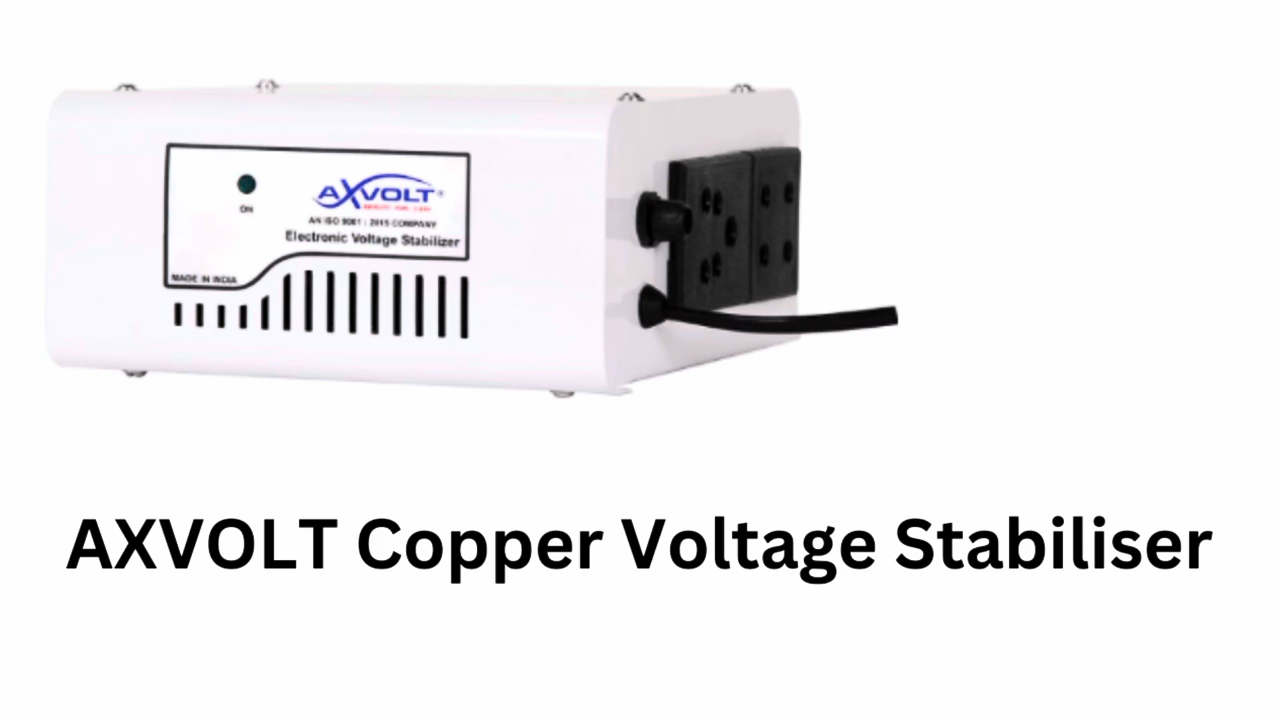 AXVOLT®
ON
AN ISO 9001 : 2015 COMPANY
Electronic Voltage Stabilizer
MADE IN INDIA
AXVOLT Copper Voltage Stabiliser